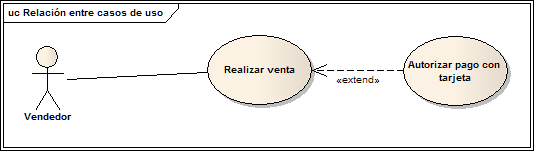 uc Relación entre casos de uso
Realizar venta
Autorizar pago con
tarjeta
«extend»
Vendedor